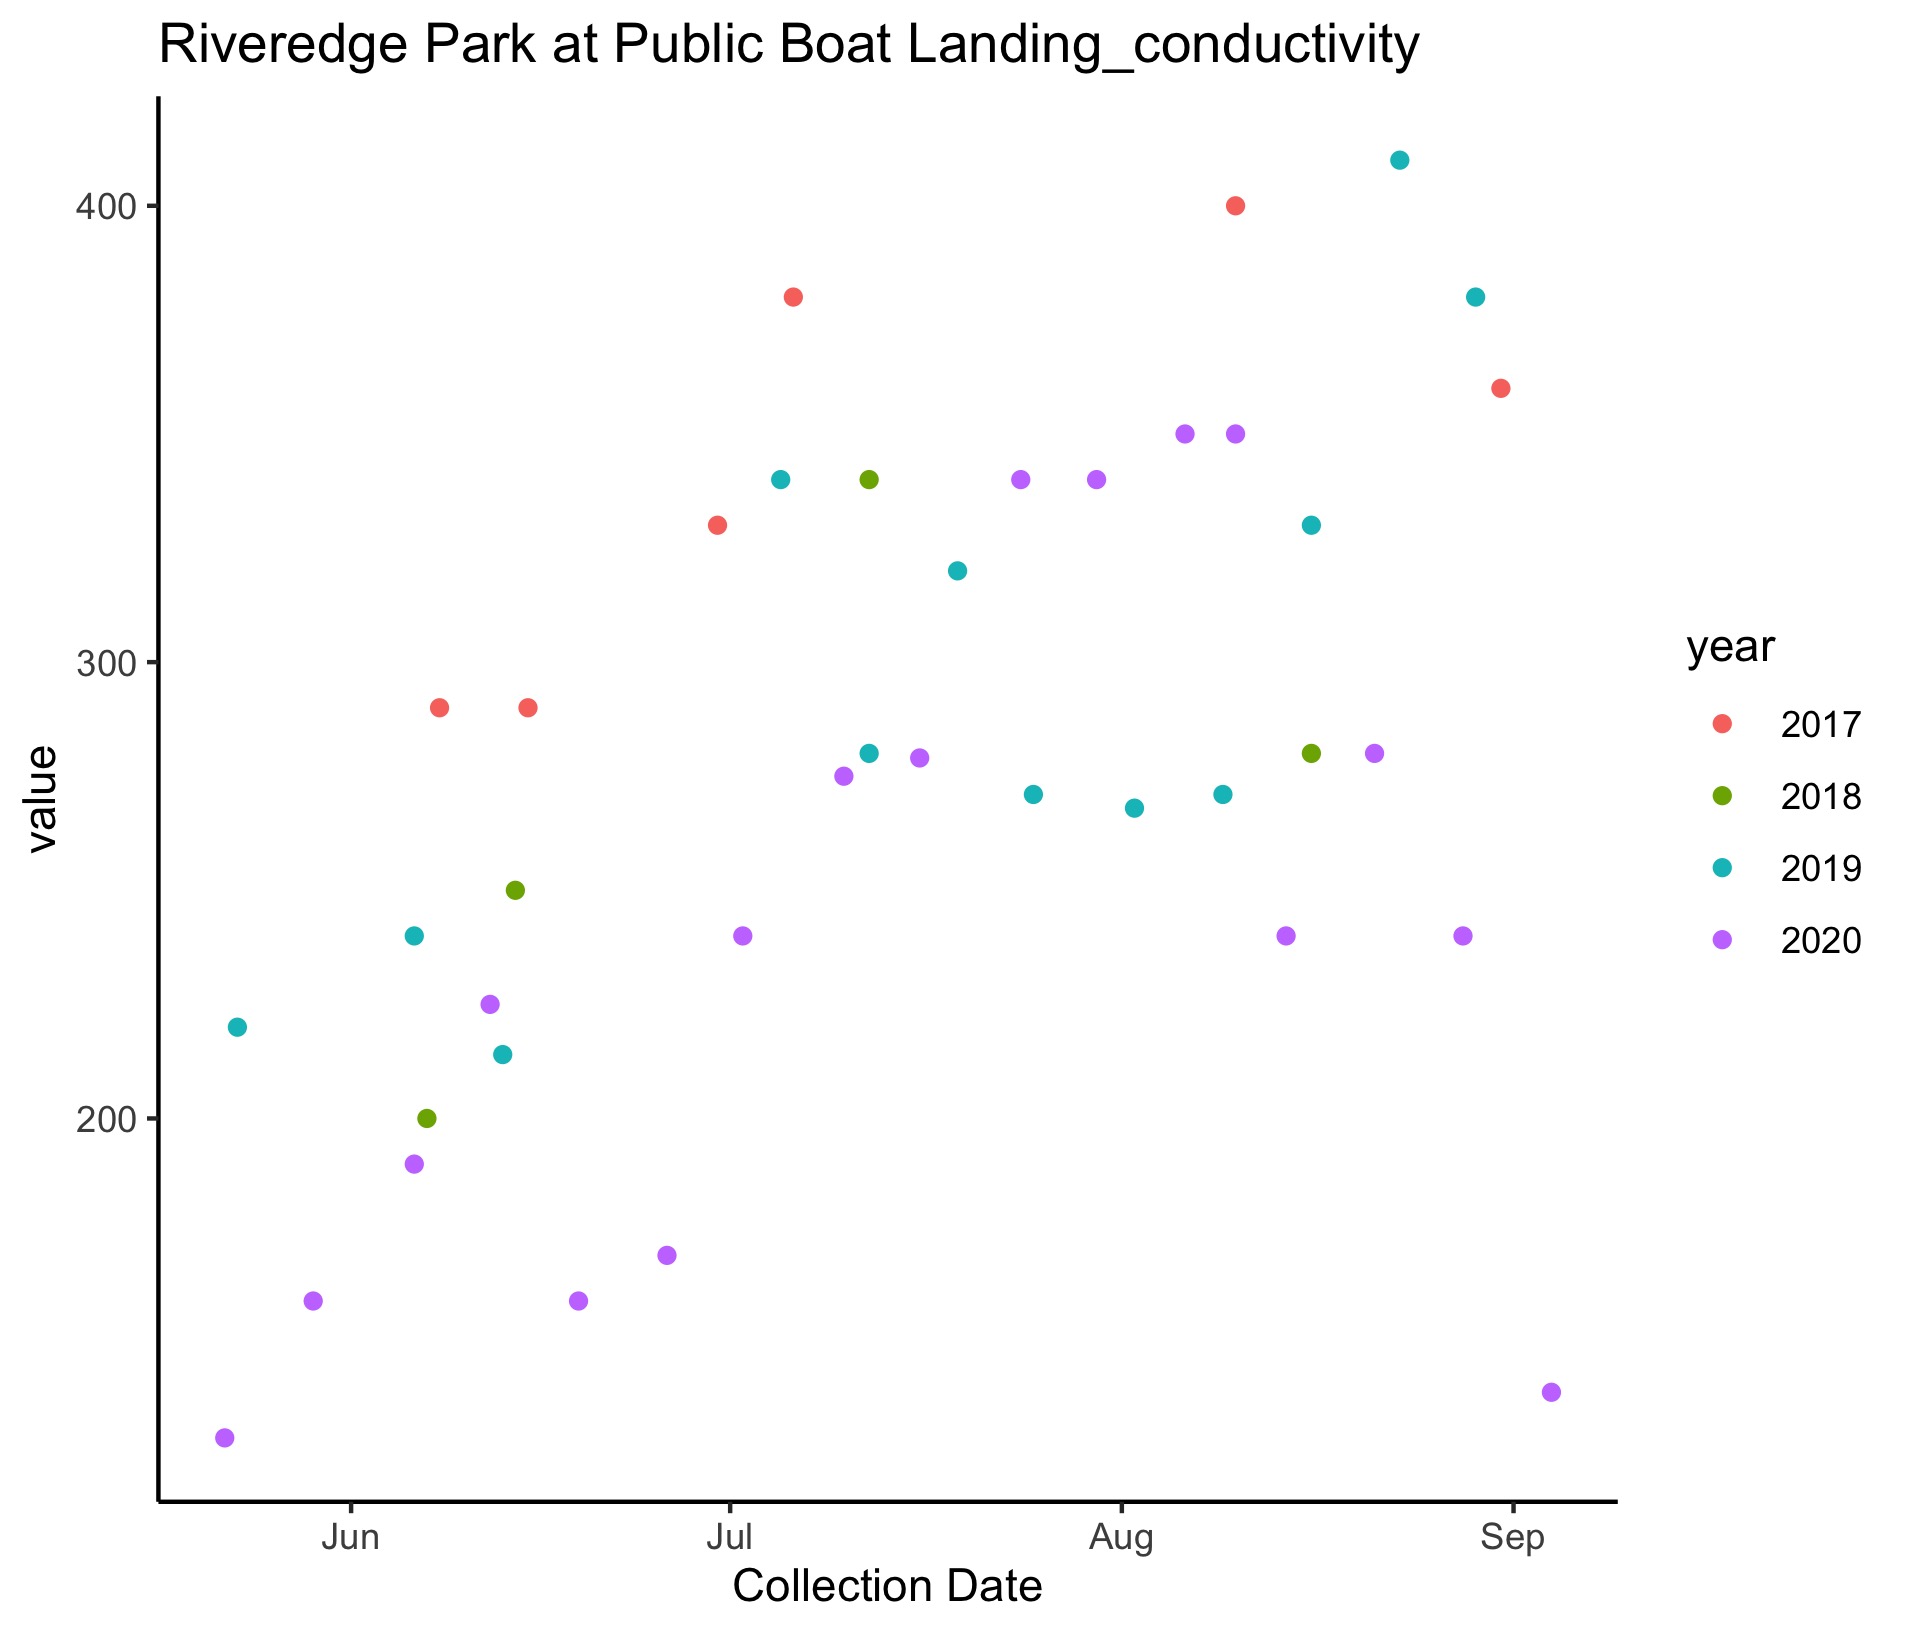 Riveredge Park at Public Boat Landing_conductivity
400
300
200
value
Jun Jul Aug Sep
Collection Date
year
2017
2018
2019
2020